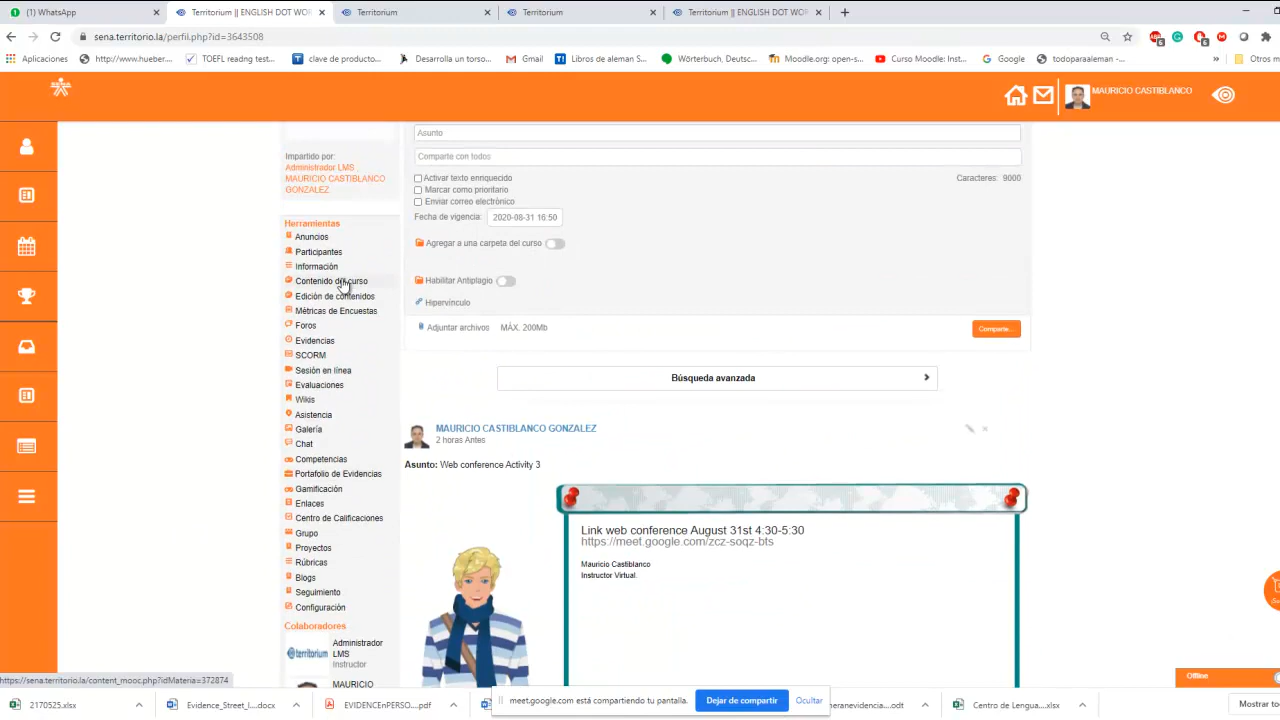 (1) WhatsApp
Territorium || ENGLISH DOT WOR
Territorium
Territorium
Territorium || ENGLISH DOT WOR
sena.territorio.la/perfil.php?id=3643508
Aplicaciones
http://www.hueber...
TOEFL readng test...
clave de producto...
Desarrolla un torso...
Gmail
Libros de aleman S...
Wörterbuch, Deutsc...
Moodle.org: open-s...
Curso Moodle: Inst...
Google
todoparaaleman -...
Otros m
MAURICIO CASTIBLANCO
Impartido por:
Administrador LMS
MAURICIO CASTIBLANCO
GONZALEZ
Asunto
Comparte con todos
Activar texto enriquecido
Caracteres: 9000
Marcar como prioritario
Enviar correo electrónico
Fecha de vigencia: 2020-08-31 16:50
Agregar a una carpeta del curso
Habilitar Antiplagio
Hipervínculo
Adjuntar archivos MÁX. 200Mb
Comparte...
Herramientas
Anuncios
Participantes
Información
Contenido del curso
Edición de contenidos
Métricas de Encuestas
Foros
Evidencias
SCORM
Sesión en línea
Evaluaciones
Wikis
Asistencia
Galería
Chat
Competencias
Portafolio de Evidencias
Gamificación
Enlaces
Centro de Calificaciones
Grupo
Proyectos
Rúbricas
Blogs
Seguimiento
Configuración
Colaboradores
territorium
Administrador
LMS
Instructor
MAURICIO
Búsqueda avanzada
MAURICIO CASTIBLANCO GONZALEZ
2 horas Antes
Asunto: Web conference Activity 3
Link web conference August 31st 4:30-5:30
https://meet.google.com/zcz-soqz-bts
Mauricio Castiblanco
Instructor Virtual.
Offline
https://sena.territorio.la/content_mooc.php?idMateria=372874
2170525.xlsx
Evidence_Street_l....docx
EVIDENCEnPERSO....pdf
meet.google.com está compartiendo tu pantalla.
Dejar de compartir
Ocultar
heranevidencia....odt
Centro de Lengua....xlsx
Mostrar to